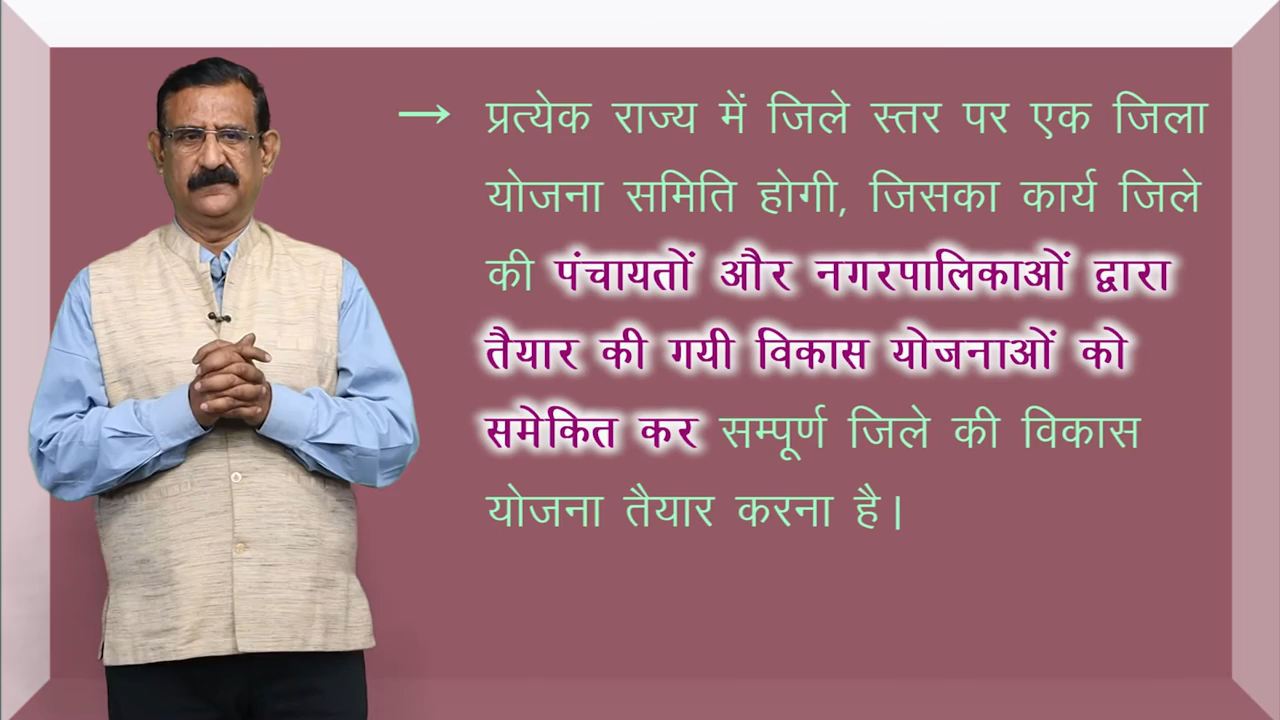 → प्रत्येक राज्य में जिले स्तर पर एक जिला
योजना समिति होगी, जिसका कार्य जिले
की पंचायतों और नगरपालिकाओं द्वारा
तैयार की गयी विकास योजनाओं को
समेकित कर सम्पूर्ण जिले की विकास
योजना तैयार करना है।